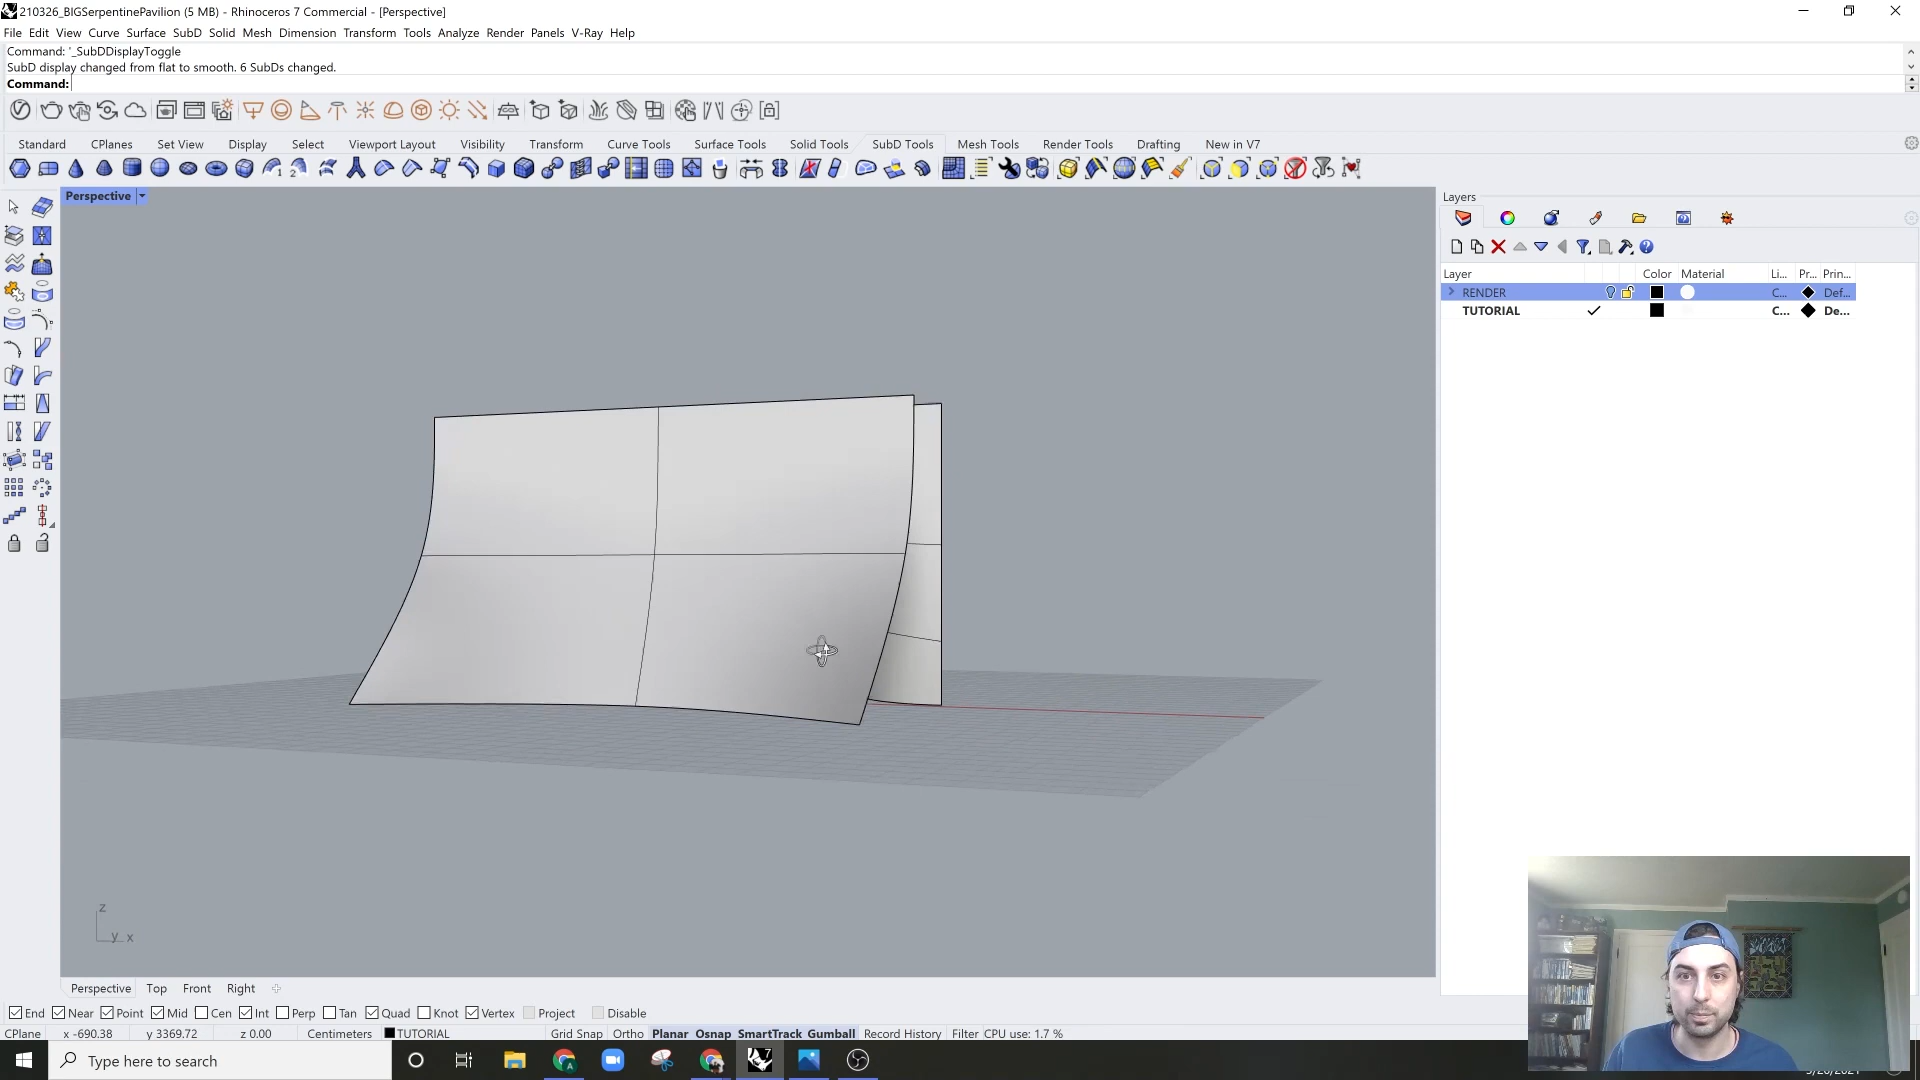 210326_BIGSerpentinePavilion (5 MB) - Rhinoceros 7 Commercial - [Perspective]
File Edit View Curve Surface SubD Solid Mesh Dimension Transform Tools Analyze Render Panels V-Ray Help
Command: '_SubDDisplayToggle
SubD display changed from flat to smooth. 6 SubDs changed.
Command:
Standard CPlanes Set View Display Select Viewport Layout Visibility Transform Curve Tools Surface Tools Solid Tools SubD Tools Mesh Tools Render Tools Drafting New in V7
Perspective
Layers
Layer Color Material Li... Pr... Prin...
RENDER C... Def...
TUTORIAL C... De...
z
y x
Perspective Top Front Right
End Near Point Mid Cen Int Perp Tan Quad Knot Vertex Project Disable
CPlane x -690.38 y 3369.72 z 0.00 Centimeters TUTORIAL Grid Snap Ortho Planar Osnap SmartTrack Gumball Record History Filter CPU use: 1.7 %
Type here to search